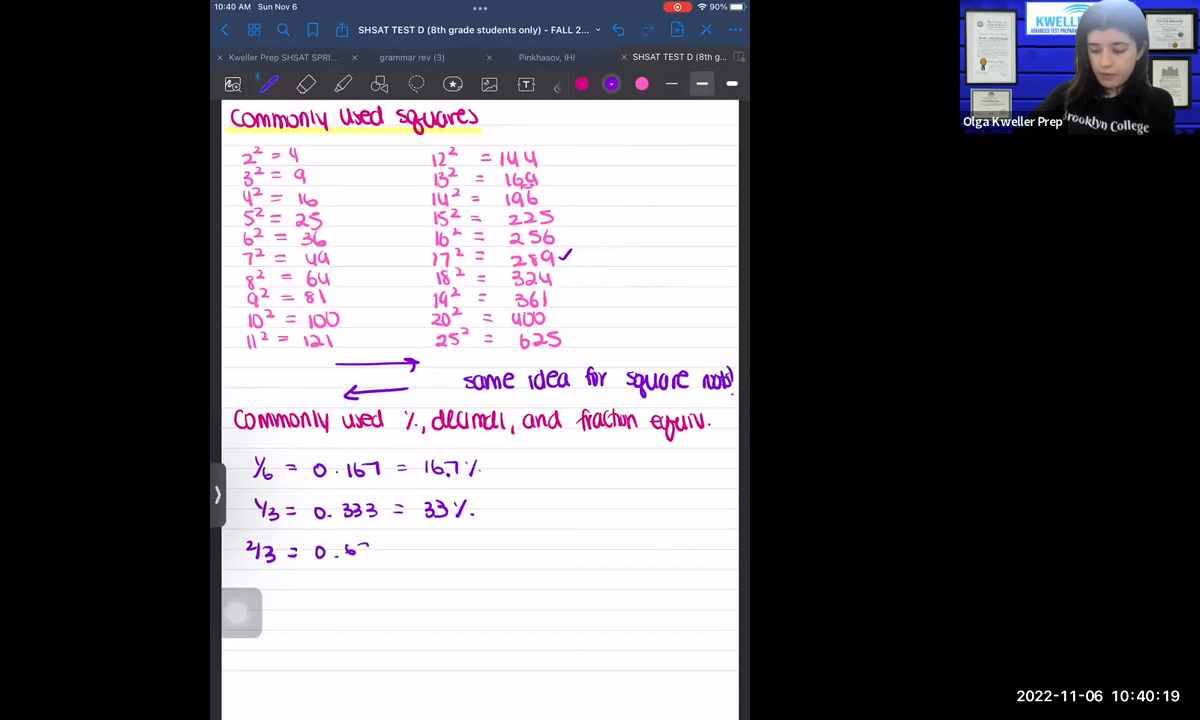 10:40 AM Sun Nov 6
90%
SHSAT TEST D (8th grade students only) - FALL 2...
Kweller Prep SHSAT SPRI...
grammar rev (3)
Pinkhasov, IHI
SHSAT TEST D (8th g...
Commonly used squares
2² = 4
3² = 9
4² = 16
5² = 25
6² = 36
7² = 49
8² = 64
9² = 81
10² = 100
11² = 121
12² = 144
13² = 169
14² = 196
15² = 225
16² = 256
17² = 289 ✓
18² = 324
19² = 361
20² = 400
25² = 625
same idea for square roots!
Commonly used %, decimal, and fraction equiv.
1/6 = 0.167 = 16.7%
1/3 = 0.333 = 33%
2/3 = 0.6
KWELLER
ADVANCED TEST PREPARA
Brooklyn College
Olga Kweller Prep
2022-11-06 10:40:19